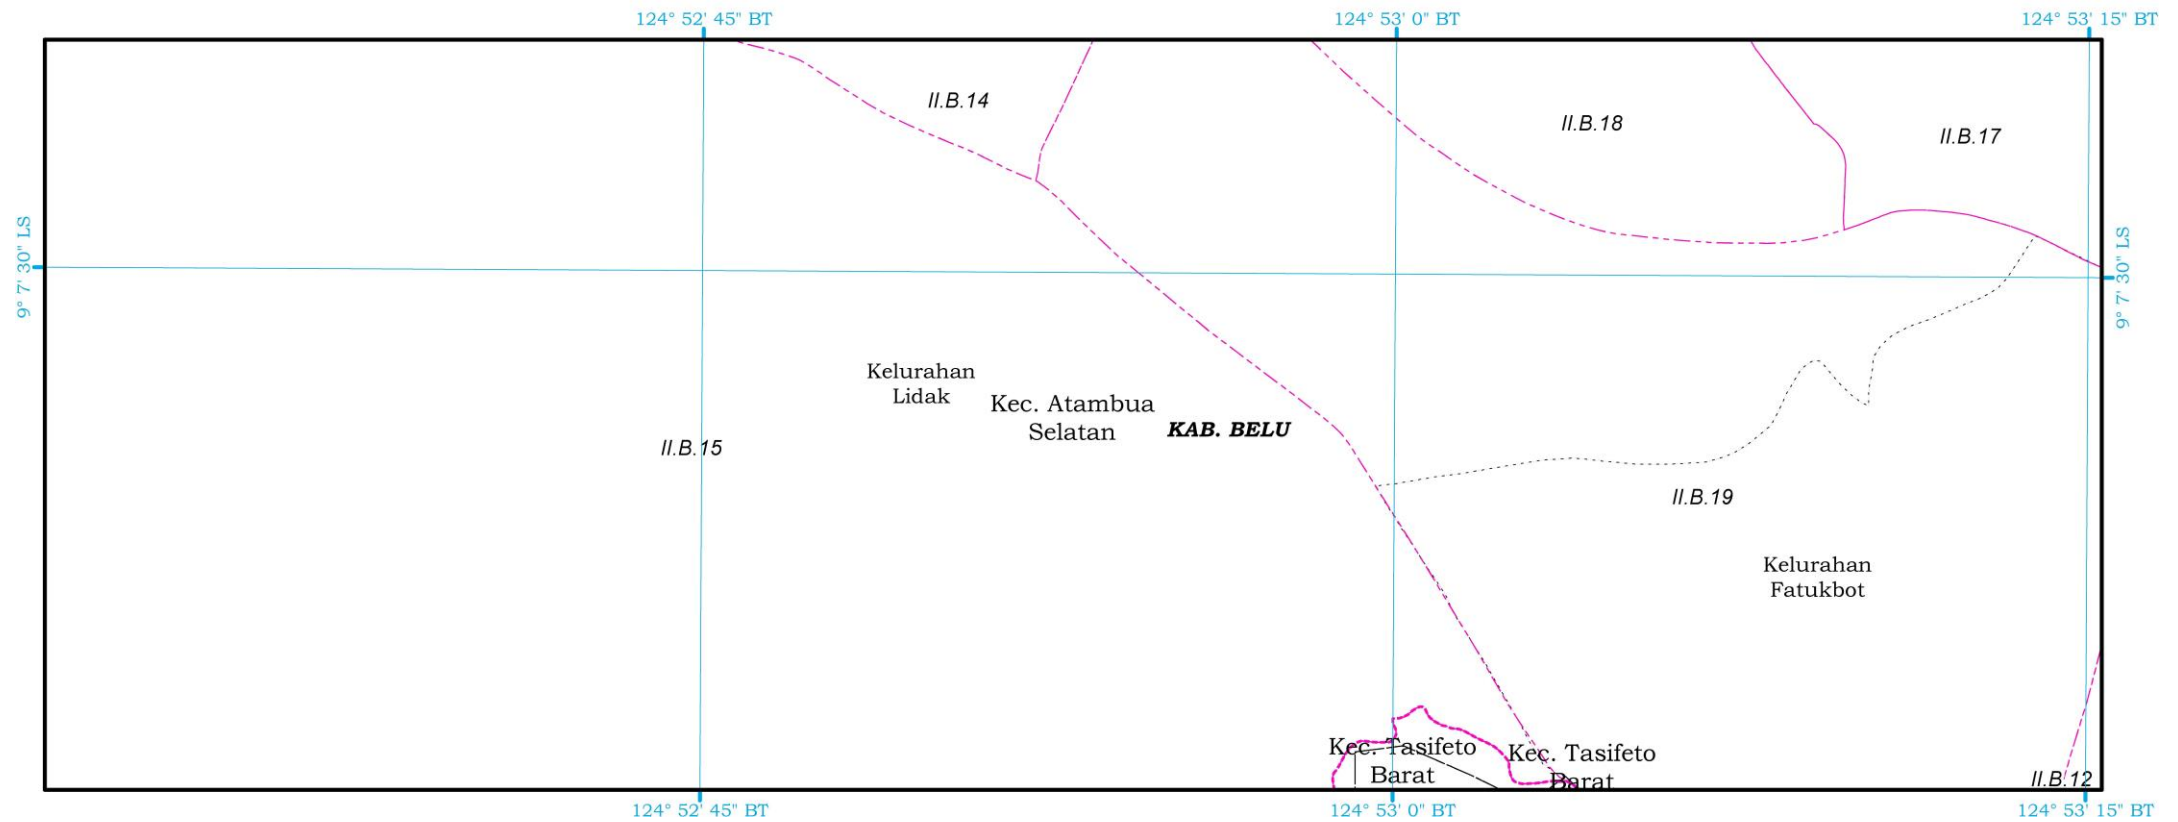 124° 52' 45" BT
124° 53' 0" BT
124° 53' 15" BT
II.B.14
II.B.18
II.B.17
9° 7' 30" LS
9° 7' 30" LS
Kelurahan
Lidak
Kec. Atambua
Selatan
KAB. BELU
II.B.15
II.B.19
Kelurahan
Fatukbot
Kec. Tasifeto
Barat
Kec. Tasifeto
Barat
II.B.12
124° 52' 45" BT
124° 53' 0" BT
124° 53' 15" BT